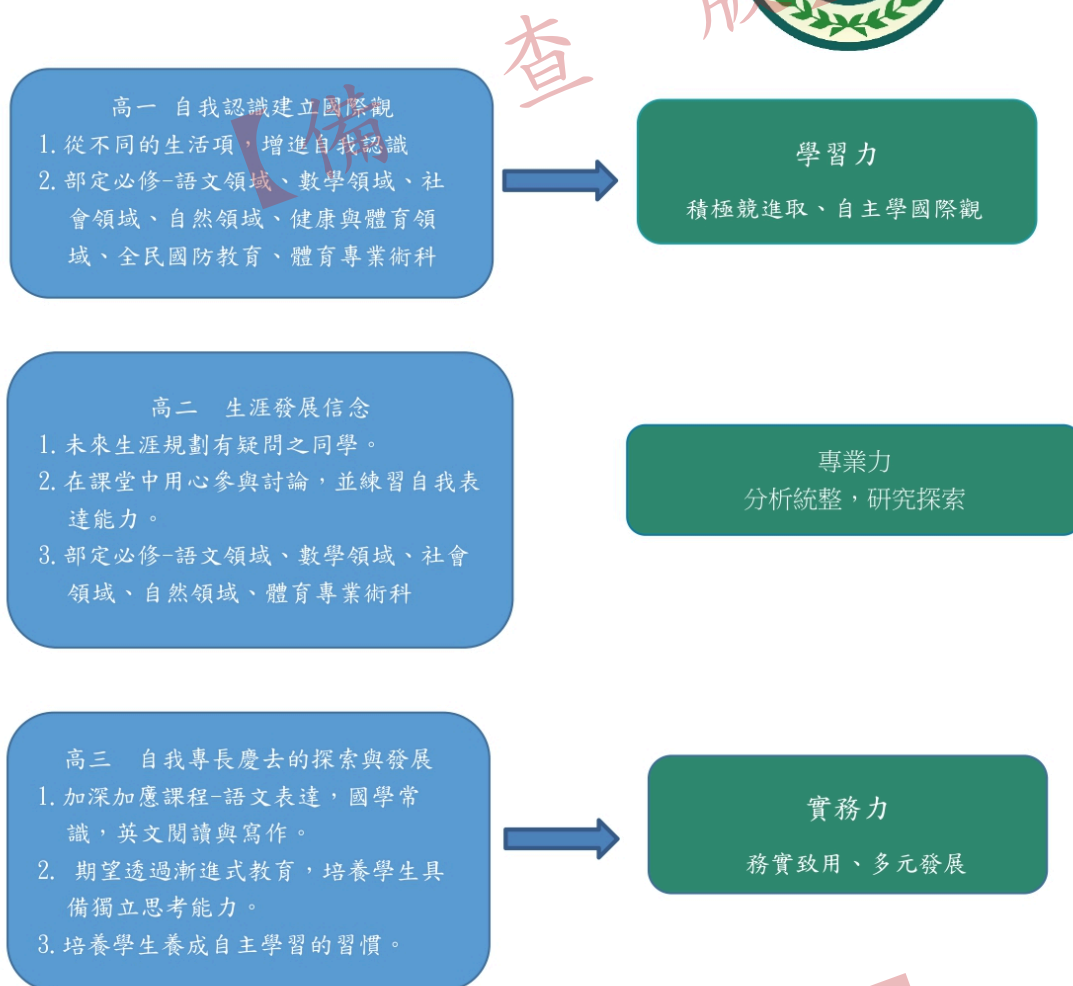 備查版
高一 自我認識建立國際觀
1.從不同的生活項,增進自我認識
2.部定必修-語文領域、數學領域、社
會領域、自然領域、健康與體育領
域、全民國防教育、體育專業術科
學習力
積極競進取、自主學國際觀
高二 生涯發展信念
1.未來生涯規劃有疑問之同學。
2.在課堂中用心參與討論,並練習自我表
達能力。
3.部定必修-語文領域、數學領域、社會
領域、自然領域、體育專業術科
專業力
分析統整,研究探索
高三 自我專長慶去的探索與發展
1.加深加應課程-語文表達,國學常
識,英文閱讀與寫作。
2. 期望透過漸進式教育,培養學生具
備獨立思考能力。
3.培養學生養成自主學習的習慣。
實務力
務實致用、多元發展